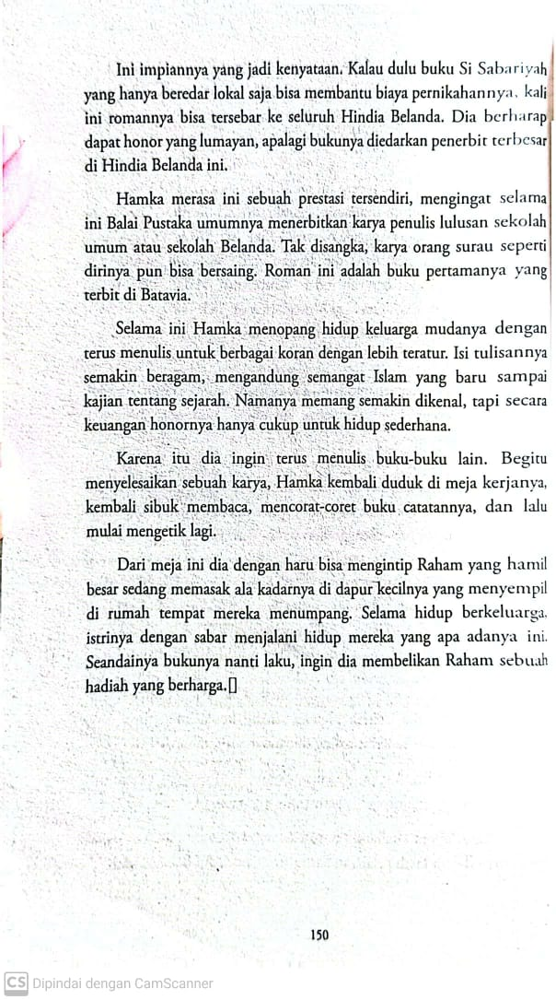 Ini impiannya yang jadi kenyataan. Kalau dulu buku Si Sabariyah
yang hanya beredar lokal saja bisa membantu biaya pernikahannya, kali
ini romannya bisa tersebar ke seluruh Hindia Belanda. Dia berharap
dapat honor yang lumayan, apalagi bukunya diedarkan penerbit terbesar
di Hindia Belanda ini.
Hamka merasa ini sebuah prestasi tersendiri, mengingat selama
ini Balai Pustaka umumnya menerbitkan karya penulis lulusan sekolah
umum atau sekolah Belanda. Tak disangka, karya orang surau seperti
dirinya pun bisa bersaing. Roman ini adalah buku pertamanya yang
terbit di Batavia.
Selama ini Hamka menopang hidup keluarga mudanya dengan
terus menulis untuk berbagai koran dengan lebih teratur. Isi tulisannya
semakin beragam, mengandung semangat Islam yang baru sampai
kajian tentang sejarah. Namanya memang semakin dikenal, tapi secara
keuangan honornya hanya cukup untuk hidup sederhana.
Karena itu dia ingin terus menulis buku-buku lain. Begitu
menyelesaikan sebuah karya, Hamka kembali duduk di meja kerjanya,
kembali sibuk membaca, mencorat-coret buku catatannya, dan lalu
mulai mengetik lagi.
Dari meja ini dia dengan haru bisa mengintip Raham yang hamil
besar sedang memasak ala kadarnya di dapur kecilnya yang menyempil
di rumah tempat mereka menumpang. Selama hidup berkeluarga,
istrinya dengan sabar menjalani hidup mereka yang apa adanya ini.
Seandainya bukunya nanti laku, ingin dia membelikan Raham sebuah
hadiah yang berharga.[]
150
CS Dipindai dengan CamScanner